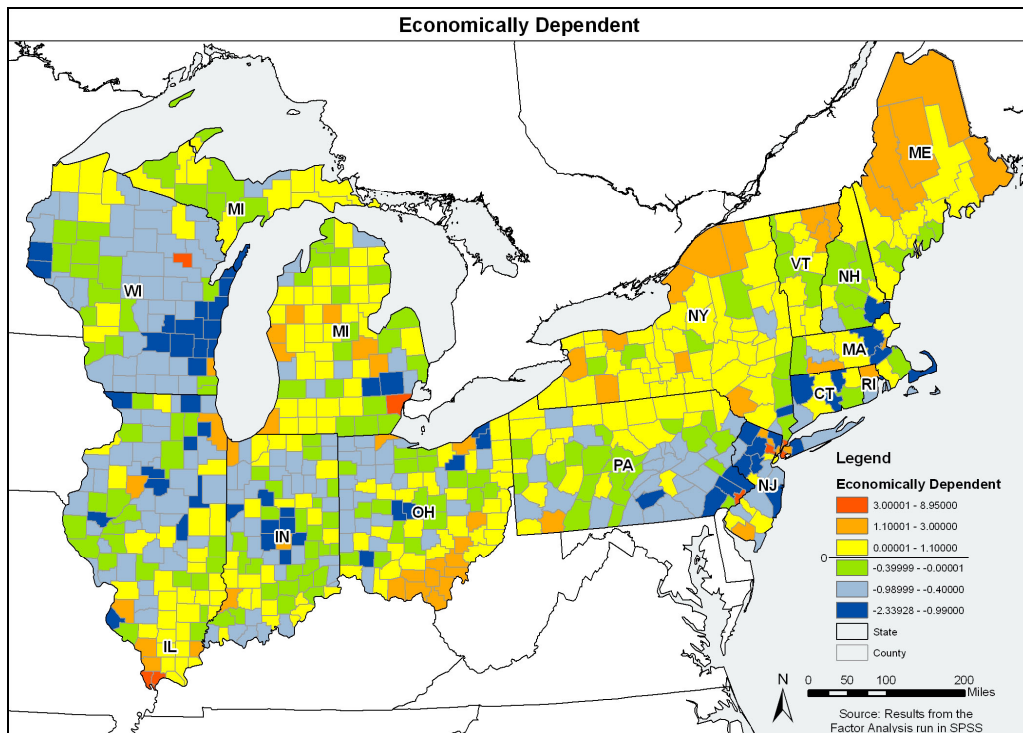 Economically Dependent
ME
MI
VT
NH
WI
NY
MI
MA
CT
RI
PA
NJ
OH
IN
IL
Legend
Economically Dependent
3.00001 - 8.95000
1.10001 - 3.00000
0.00001 - 1.10000
0
-0.39999 - -0.00001
-0.98999 - -0.40000
-2.33928 - -0.99000
State
County
N
0 50 100 200
Miles
Source: Results from the
Factor Analysis run in SPSS